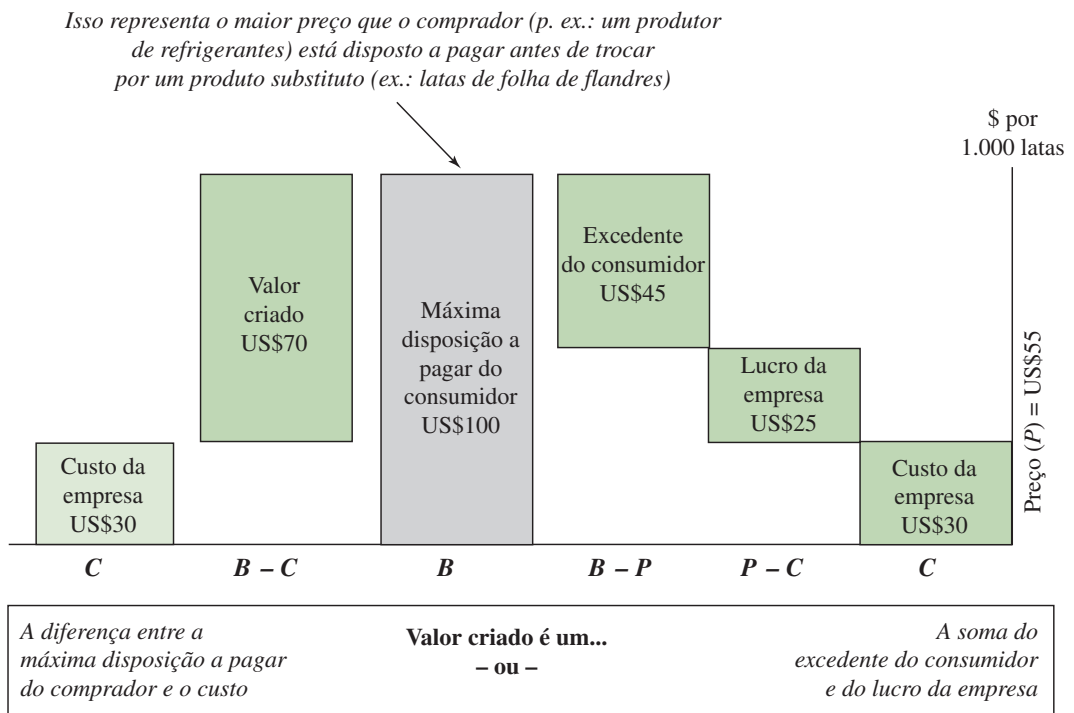 Isso representa o maior preço que o comprador (p. ex.: um produtor
de refrigerantes) está disposto a pagar antes de trocar
por um produto substituto (ex.: latas de folha de flandres)
$ por
1.000 latas
Valor
criado
US$70
Máxima
disposição a
pagar do
consumidor
US$100
Excedente
do consumidor
US$45
Lucro da
empresa
US$25
Custo da
empresa
US$30
Custo da
empresa
US$30
Preço (P) = US$55
C
B – C
B
B – P
P – C
C
A diferença entre a
máxima disposição a pagar
do comprador e o custo
Valor criado é um...
– ou –
A soma do
excedente do consumidor
e do lucro da empresa